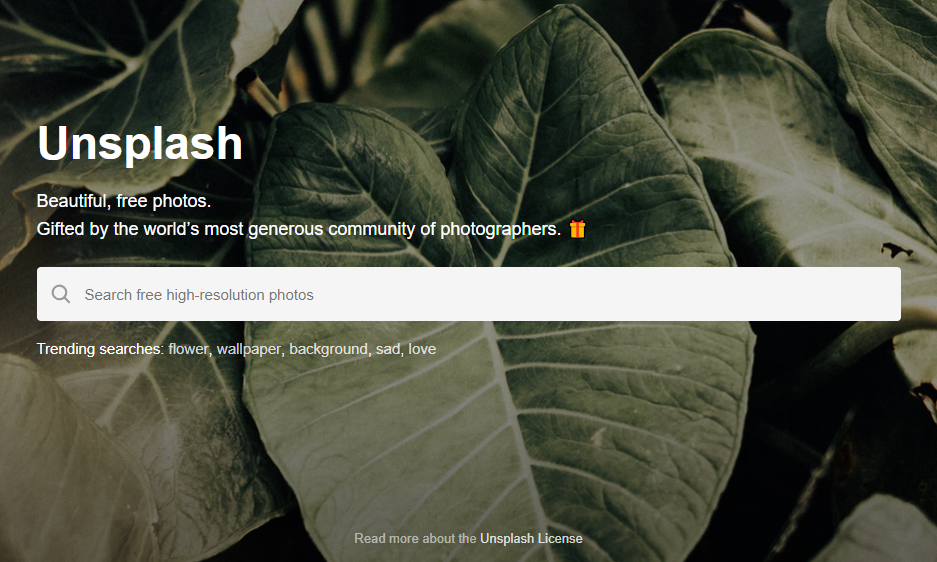 Unsplash
Beautiful, free photos.
Gifted by the world’s most generous community of photographers. 🎁
Search free high-resolution photos
Trending searches: flower, wallpaper, background, sad, love
Read more about the Unsplash License